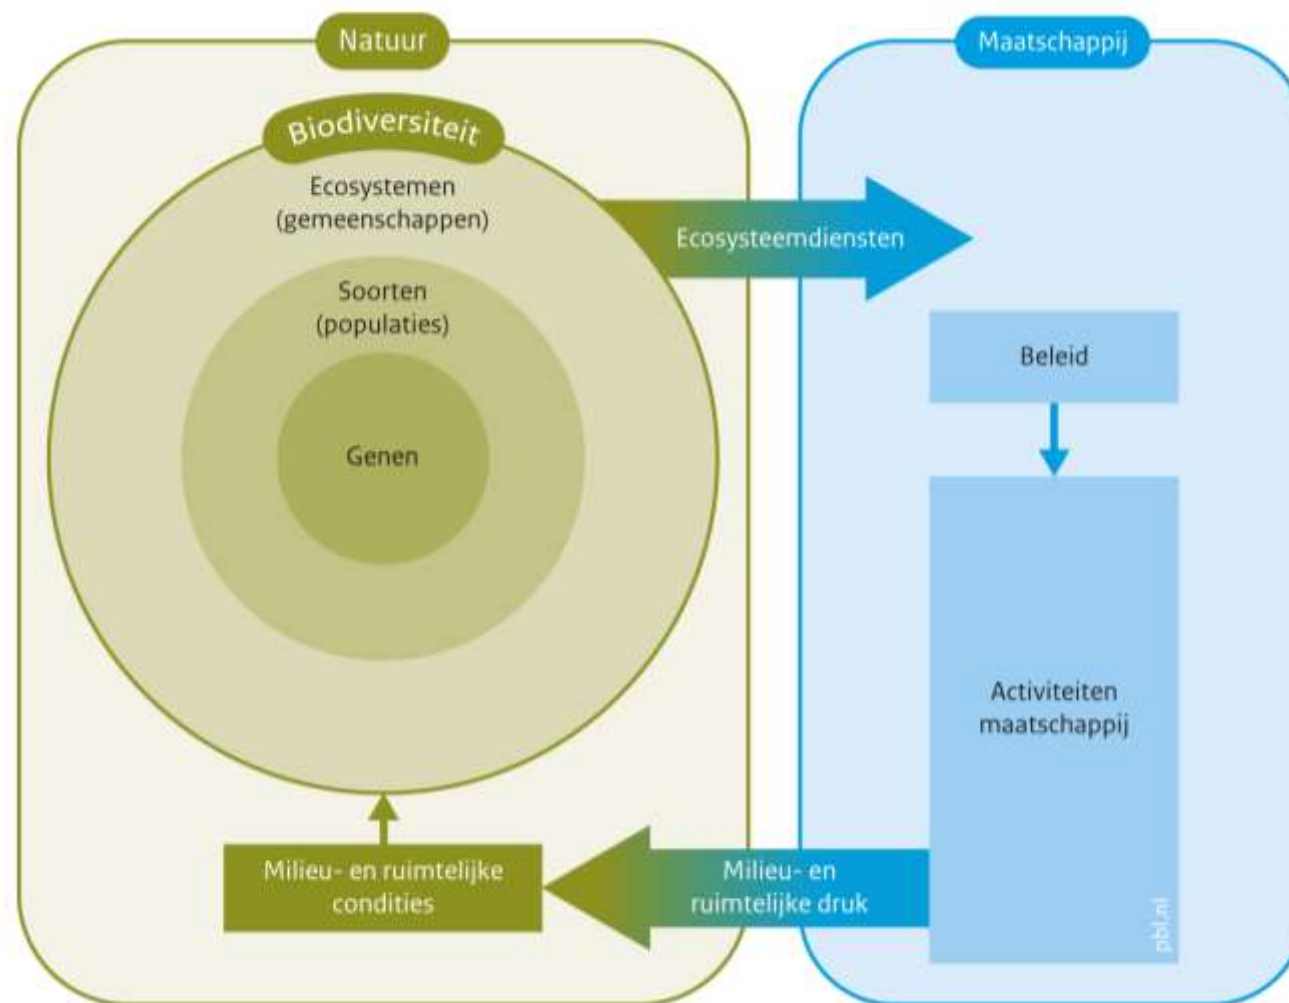 Natuur
Maatschappij
Biodiversiteit
Ecosystemen
(gemeenschappen)
Ecosysteemdiensten
Soorten
(populaties)
Beleid
Genen
Activiteiten
maatschappij
Milieu- en ruimtelijke
condities
Milieu- en
ruimtelijke druk
pbl.nl